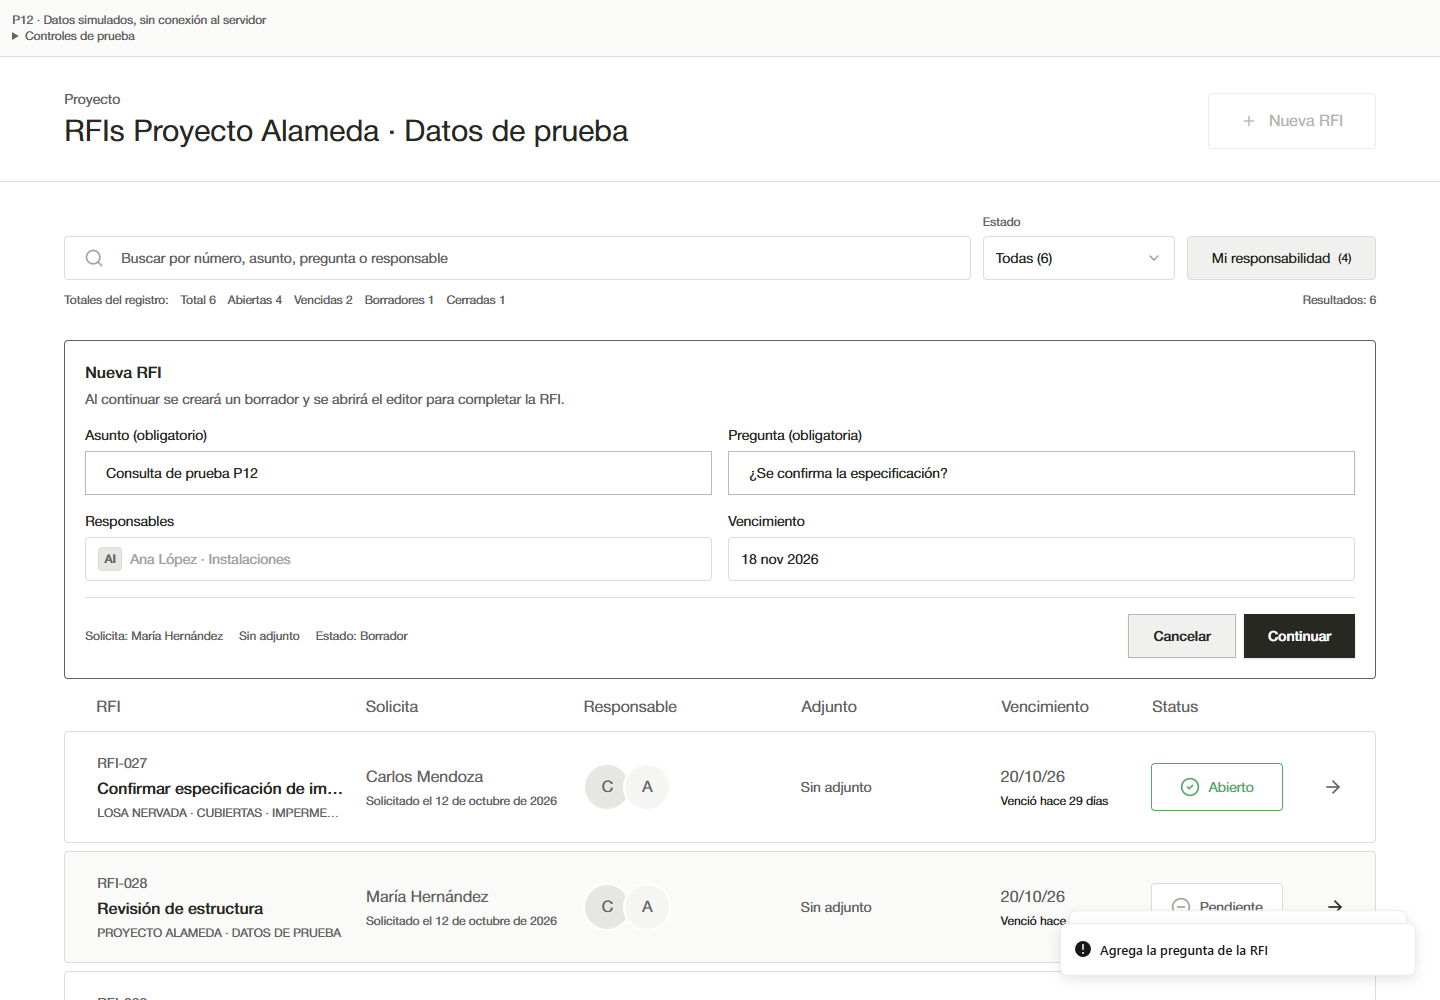 P12 · Datos simulados, sin conexión al servidor
Controles de prueba
Proyecto
RFIs Proyecto Alameda · Datos de prueba
+ Nueva RFI
Estado
Buscar por número, asunto, pregunta o responsable
Todas (6)
Mi responsabilidad (4)
Totales del registro: Total 6 Abiertas 4 Vencidas 2 Borradores 1 Cerradas 1
Resultados: 6
Nueva RFI
Al continuar se creará un borrador y se abrirá el editor para completar la RFI.
Asunto (obligatorio)
Pregunta (obligatoria)
Consulta de prueba P12
¿Se confirma la especificación?
Responsables
Vencimiento
Al Ana López · Instalaciones
18 nov 2026
Solicita: María Hernández Sin adjunto Estado: Borrador
Cancelar
Continuar
RFI Solicita Responsable Adjunto Vencimiento Status
RFI-027
Confirmar especificación de im...
LOSA NERVADA · CUBIERTAS · IMPERME...
Carlos Mendoza
Solicitado el 12 de octubre de 2026
C A
Sin adjunto
20/10/26
Venció hace 29 días
Abierto
RFI-028
Revisión de estructura
PROYECTO ALAMEDA · DATOS DE PRUEBA
María Hernández
Solicitado el 12 de octubre de 2026
C A
Sin adjunto
20/10/26
Venció hace
Pendiente
Agrega la pregunta de la RFI